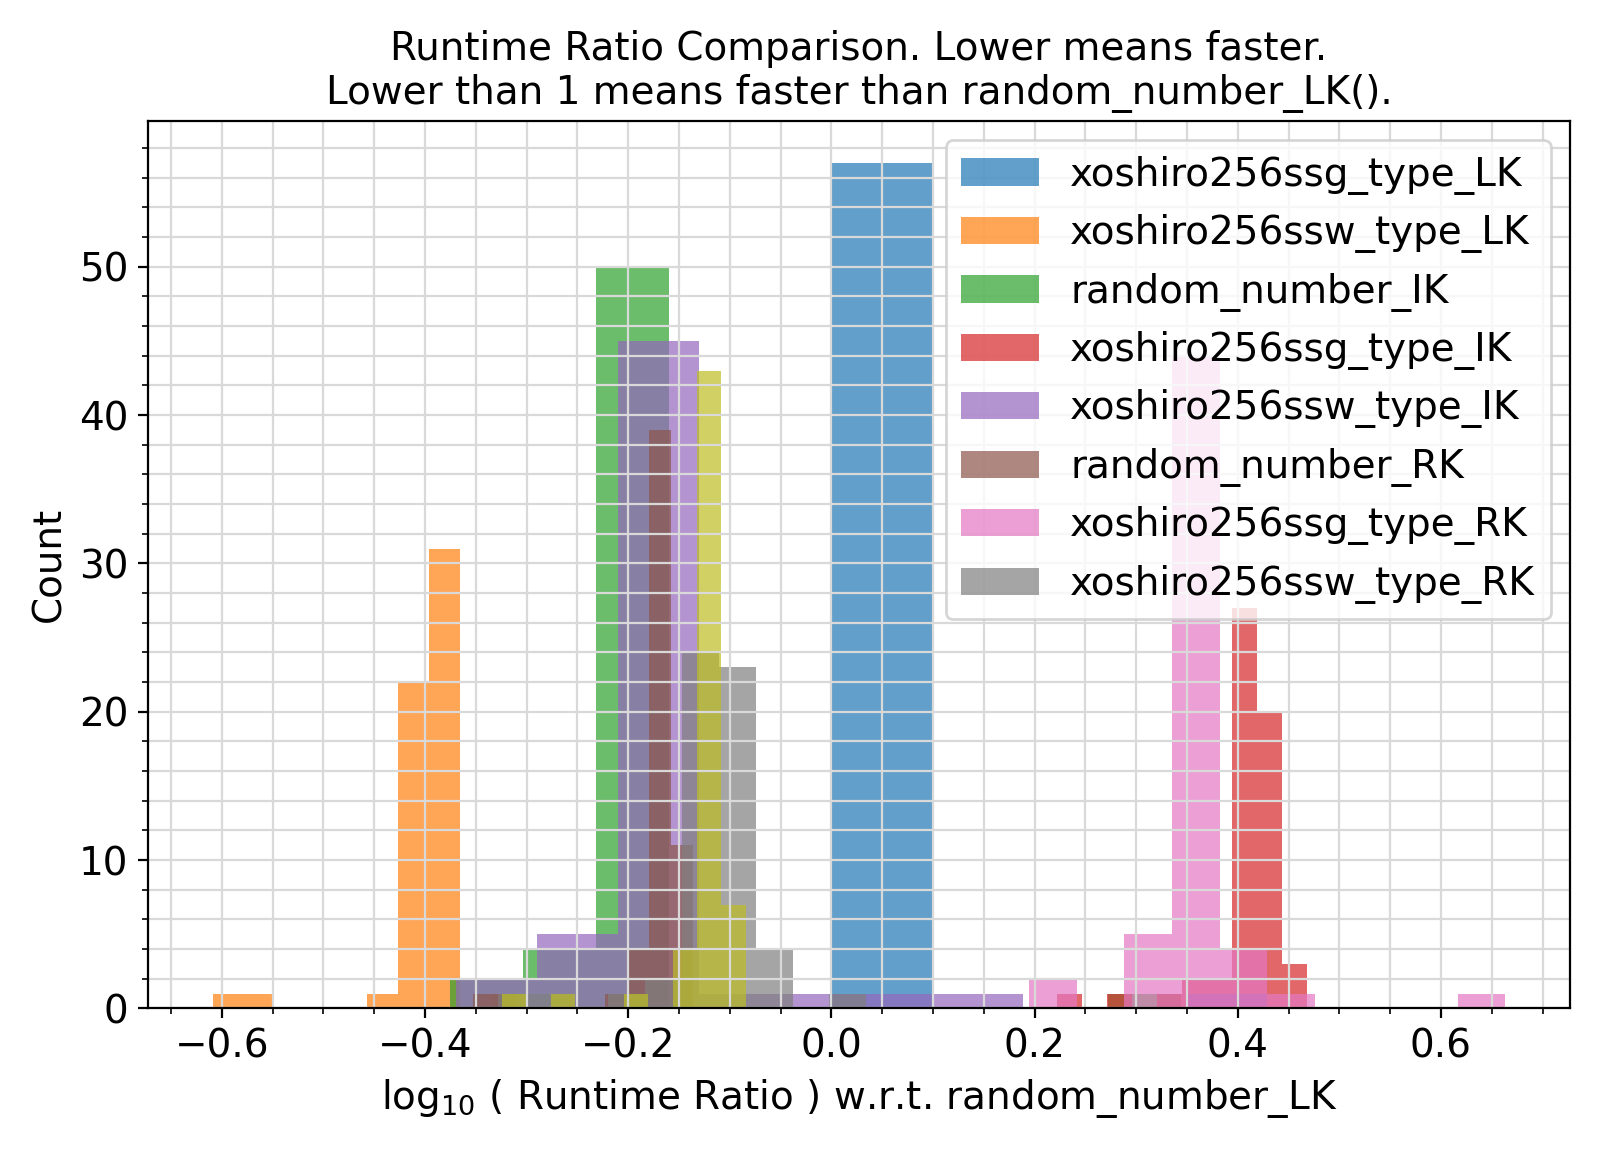 Runtime Ratio Comparison. Lower means faster.
Lower than 1 means faster than random_number_LK().
xoshiro256ssg_type_LK
xoshiro256ssw_type_LK
random_number_IK
xoshiro256ssg_type_IK
xoshiro256ssw_type_IK
random_number_RK
xoshiro256ssg_type_RK
xoshiro256ssw_type_RK
Count
50
40
30
20
10
0
−0.6 −0.4 −0.2 0.0 0.2 0.4 0.6
log₁₀ ( Runtime Ratio ) w.r.t. random_number_LK